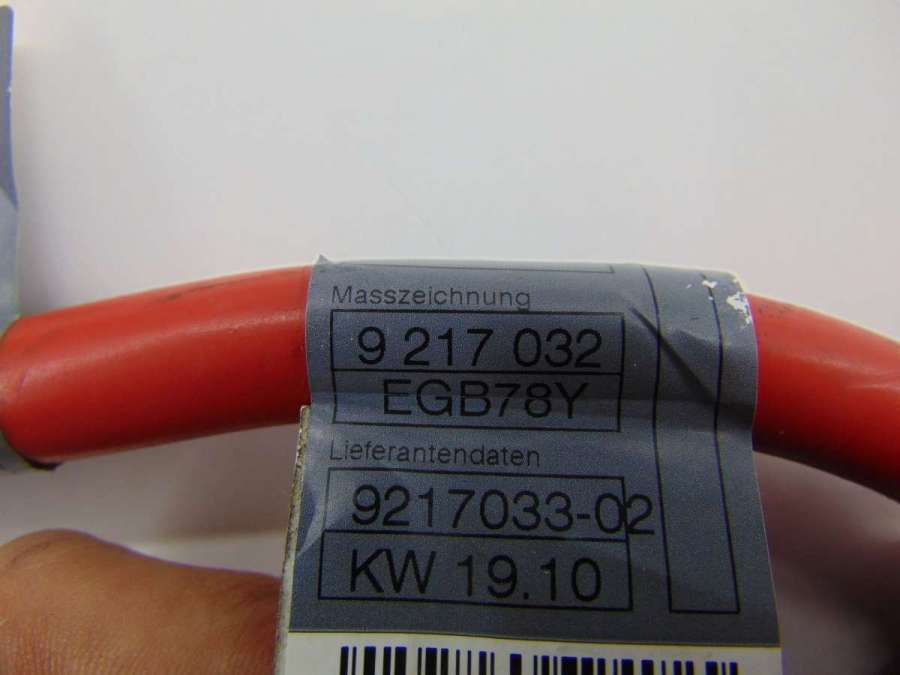 Masszeichnung
9 217 032
EGB78Y
Lieferantendaten
9217033-02
KW 19.10